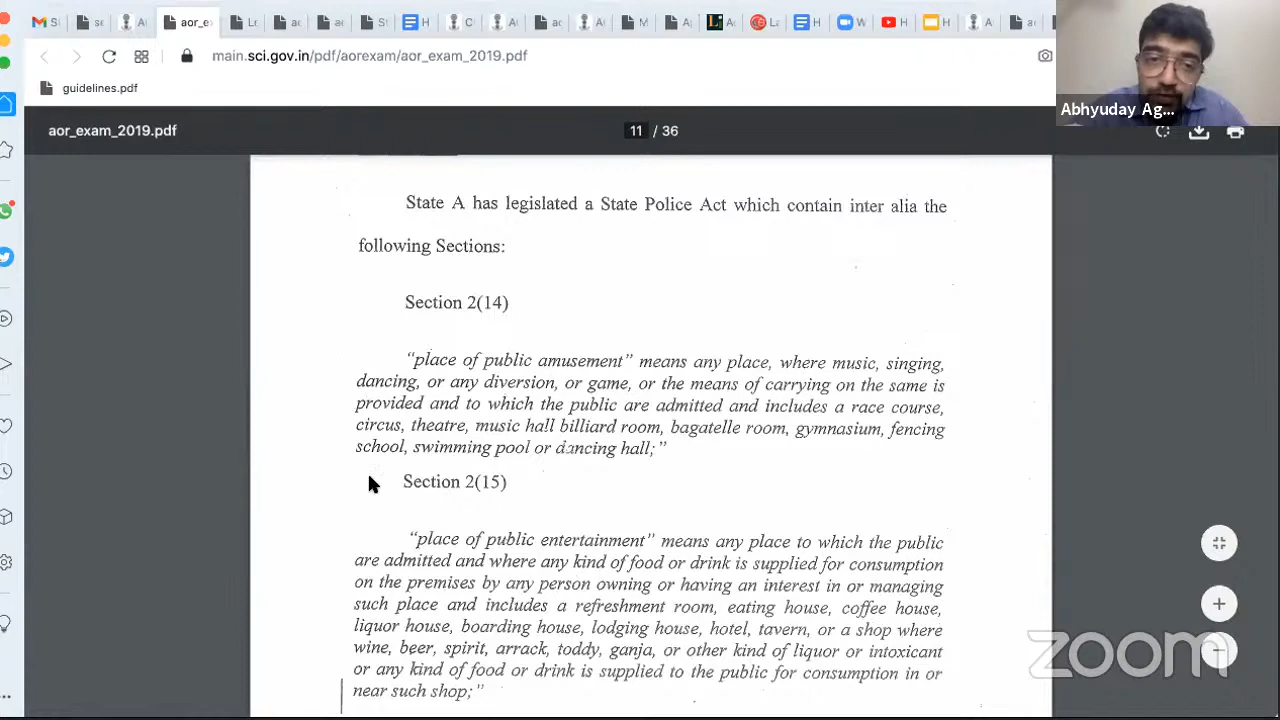 main.sci.gov.in/pdf/aorexam/aor_exam_2019.pdf
guidelines.pdf
Abhyuday Ag...
aor_exam_2019.pdf
11 / 36
State A has legislated a State Police Act which contain inter alia the
following Sections:
Section 2(14)
"place of public amusement" means any place, where music, singing,
dancing, or any diversion, or game, or the means of carrying on the same is
provided and to which the public are admitted and includes a race course,
circus, theatre, music hall billiard room, bagatelle room, gymnasium, fencing
school, swimming pool or dancing hall;"
Section 2(15)
"place of public entertainment" means any place to which the public
are admitted and where any kind of food or drink is supplied for consumption
on the premises by any person owning or having an interest in or managing
such place and includes a refreshment room, eating house, coffee house,
liquor house, boarding house, lodging house, hotel, tavern, or a shop where
wine, beer, spirit, arrack, toddy, ganja, or other kind of liquor or intoxicant
or any kind of food or drink is supplied to the public for consumption in or
near such shop;"
zoom